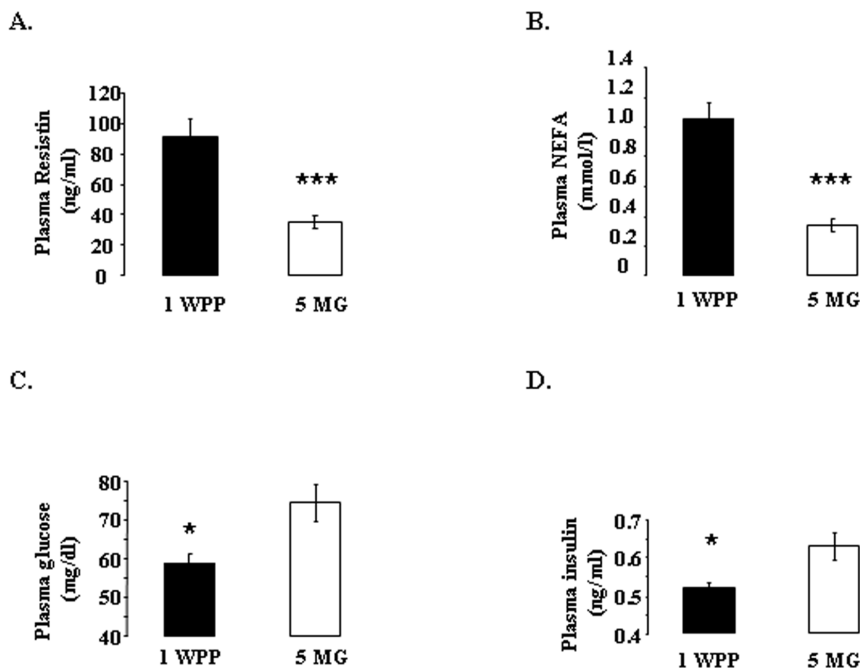 A.
Plasma Resistin
(ng/ml)
120
100
80
60
40
20
0
***
1 WPP 5 MG
B.
Plasma NEFA
(mmol/l)
1.4
1.2
1.0
0.8
0.6
0.4
0.2
0
***
1 WPP 5 MG
C.
Plasma glucose
(mg/dl)
80
70
60
50
40
*
1 WPP 5 MG
D.
Plasma insulin
(ng/ml)
0.7
0.6
0.5
0.4
*
1 WPP 5 MG